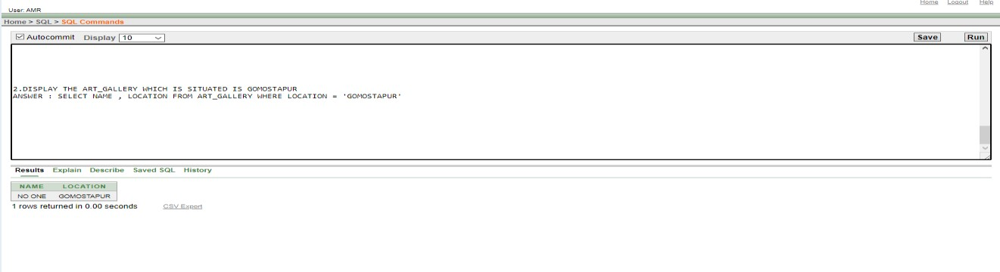 Home Logout Help
User: AMR
Home > SQL > SQL Commands
Autocommit Display 10 Save Run
2.DISPLAY THE ART_GALLERY WHICH IS SITUATED IS GOMOSTAPUR
ANSWER : SELECT NAME , LOCATION FROM ART_GALLERY WHERE LOCATION = 'GOMOSTAPUR'
Results Explain Describe Saved SQL History
NAME LOCATION
NO ONE GOMOSTAPUR
1 rows returned in 0.00 seconds CSV Export